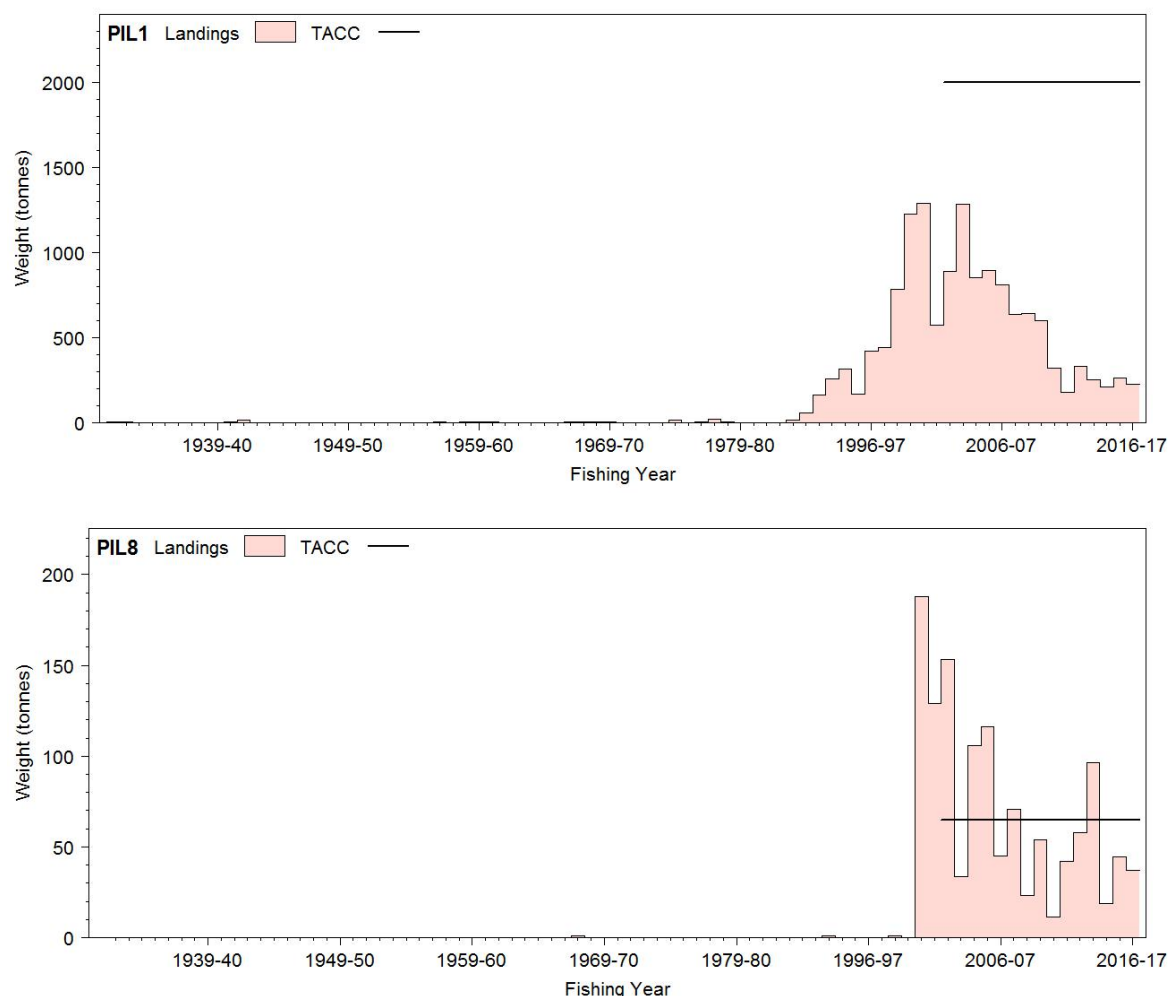 PIL1 Landings TACC
2000
1500
1000
500
0
Weight (tonnes)
1939-40 1949-50 1959-60 1969-70 1979-80 1996-97 2006-07 2016-17
Fishing Year
PIL8 Landings TACC
200
150
100
50
0
Weight (tonnes)
1939-40 1949-50 1959-60 1969-70 1979-80 1996-97 2006-07 2016-17
Fishing Year